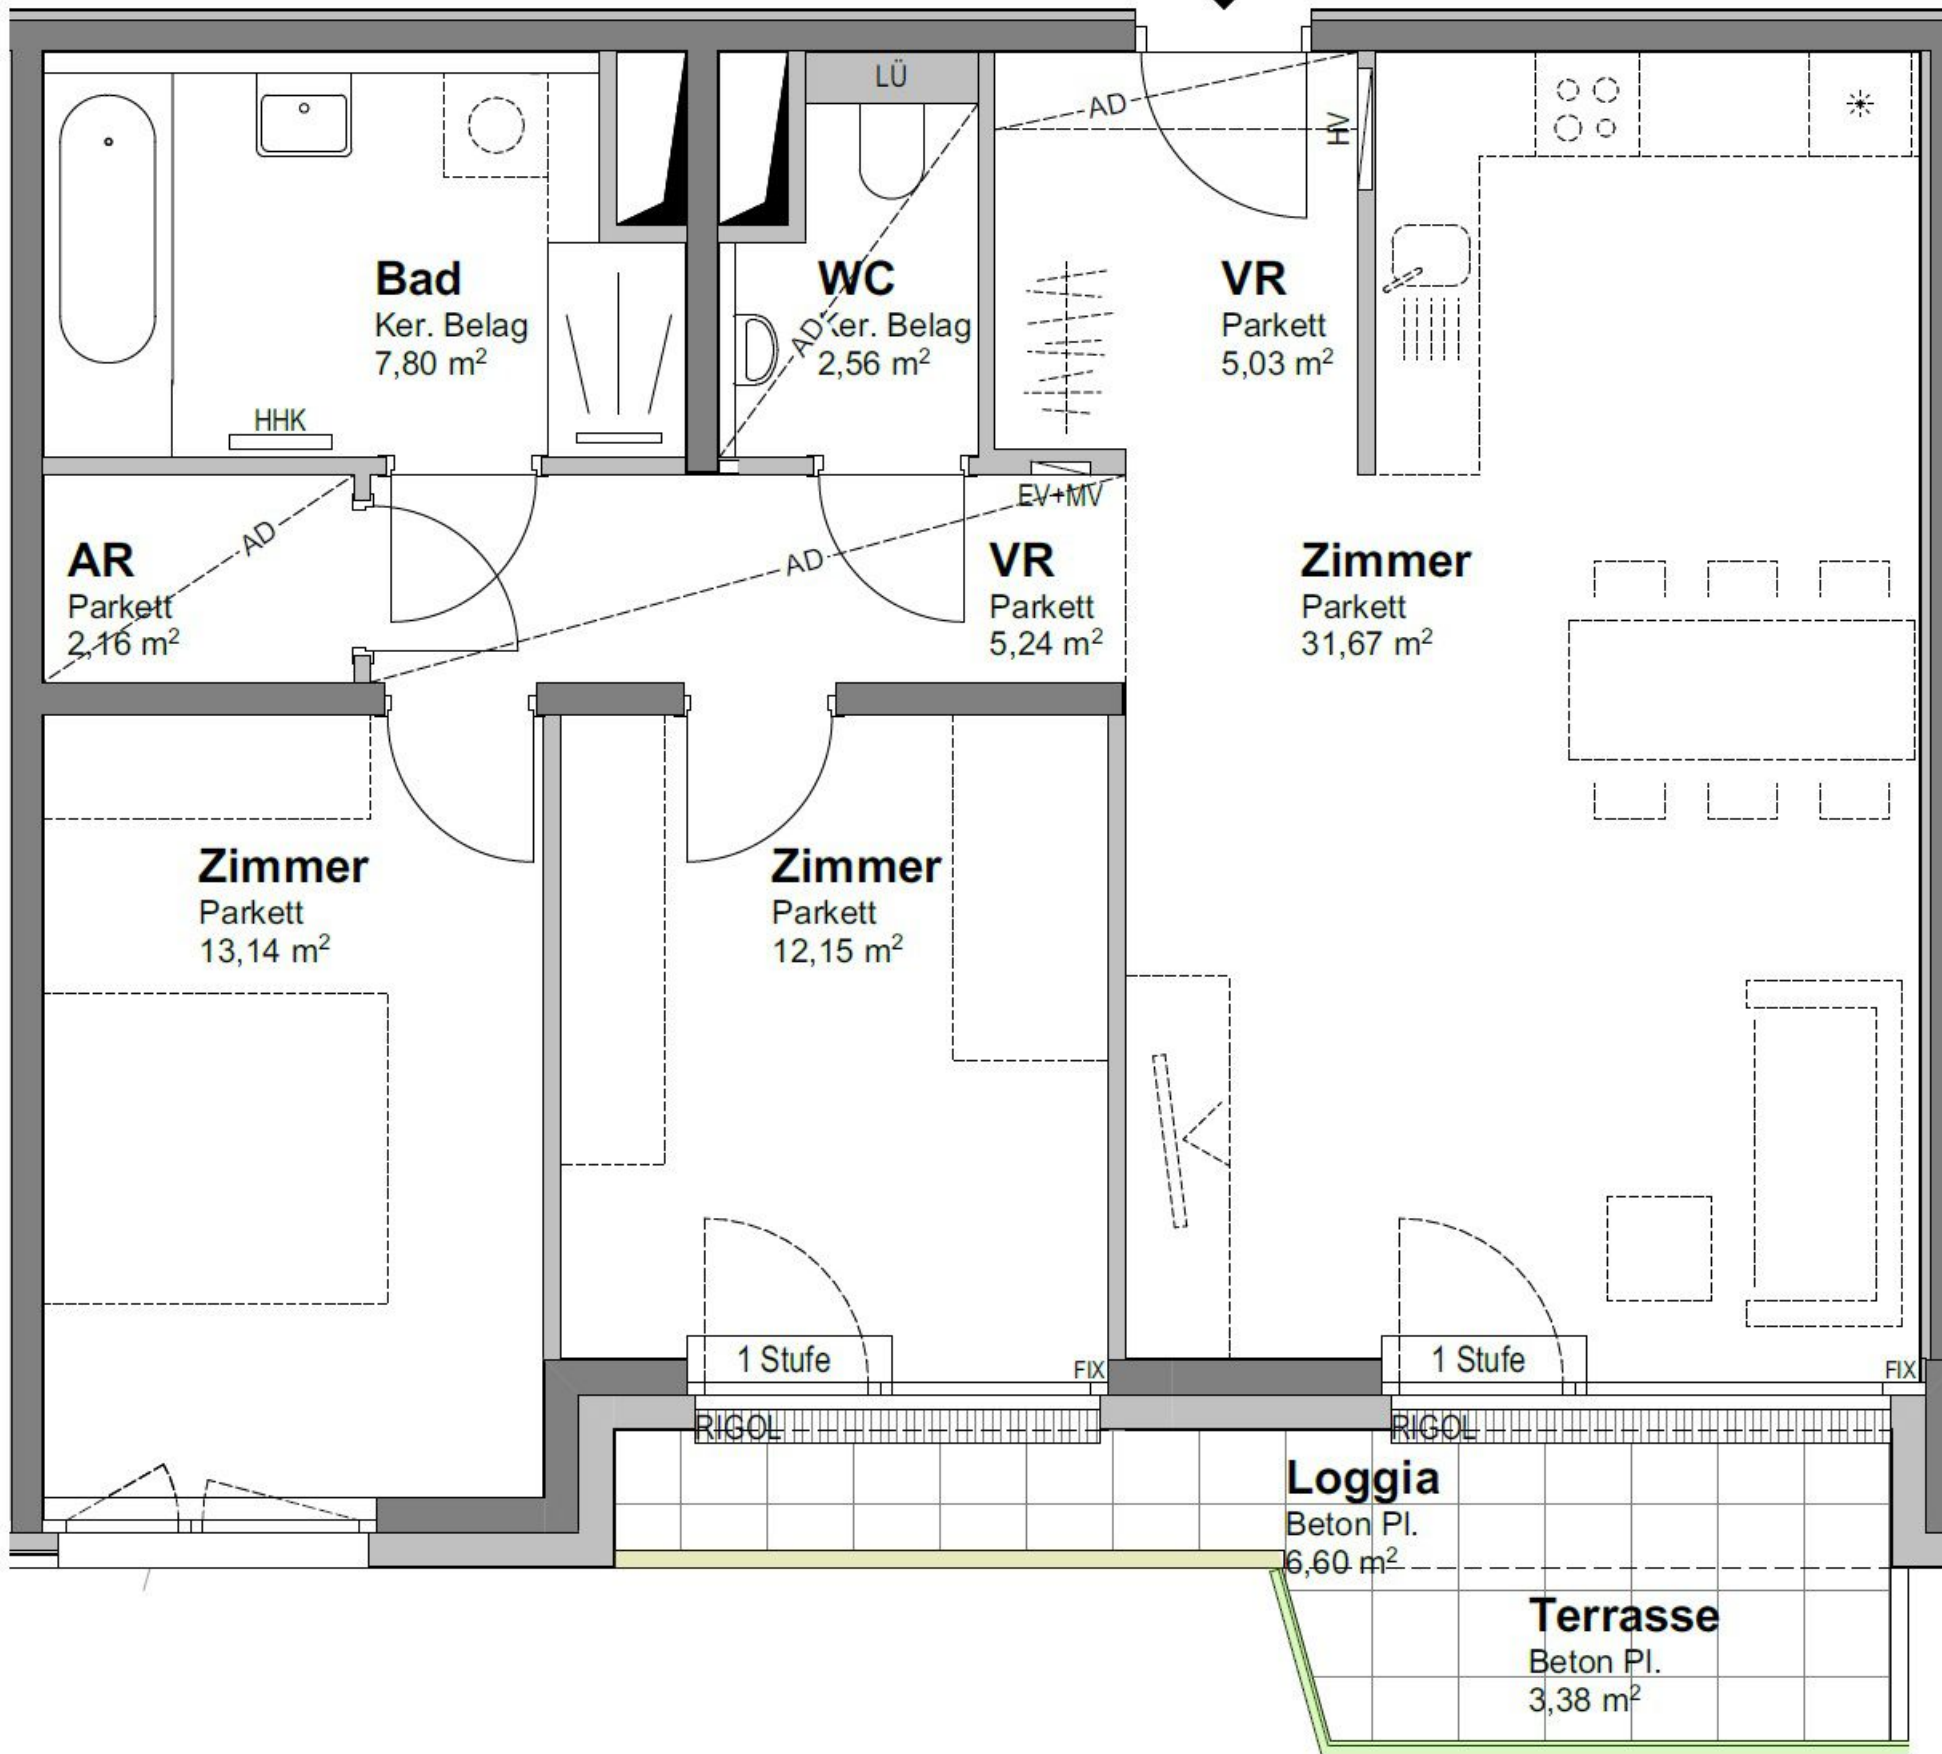 LÜ
AD
HV
Bad
Ker. Belag
7,80 m²
WC
Ker. Belag
2,56 m²
AD
VR
Parkett
5,03 m²
HHK
EV+MV
AR
Parkett
2,16 m²
AD
AD
VR
Parkett
5,24 m²
Zimmer
Parkett
31,67 m²
Zimmer
Parkett
13,14 m²
Zimmer
Parkett
12,15 m²
1 Stufe
FIX
1 Stufe
FIX
RIGOL
RIGOL
Loggia
Beton Pl.
6,60 m²
Terrasse
Beton Pl.
3,38 m²